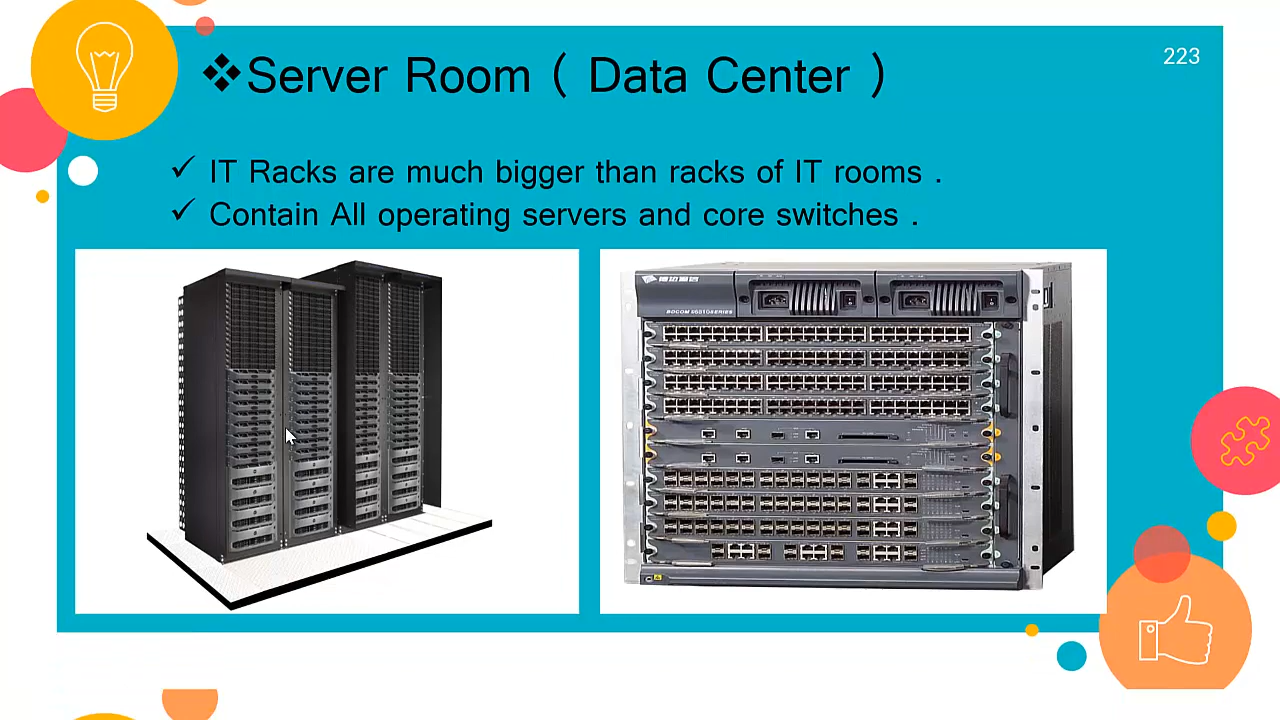 ❖Server Room ( Data Center )
223
✓ IT Racks are much bigger than racks of IT rooms .
✓ Contain All operating servers and core switches .